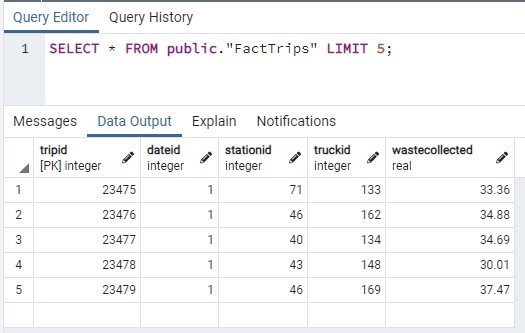 Query Editor Query History
1 SELECT * FROM public."FactTrips" LIMIT 5;
Messages Data Output Explain Notifications
tripid dateid stationid truckid wastecollected
[PK] integer integer integer integer real
1 23475 1 71 133 33.36
2 23476 1 46 162 34.88
3 23477 1 40 134 34.69
4 23478 1 43 148 30.01
5 23479 1 46 169 37.47